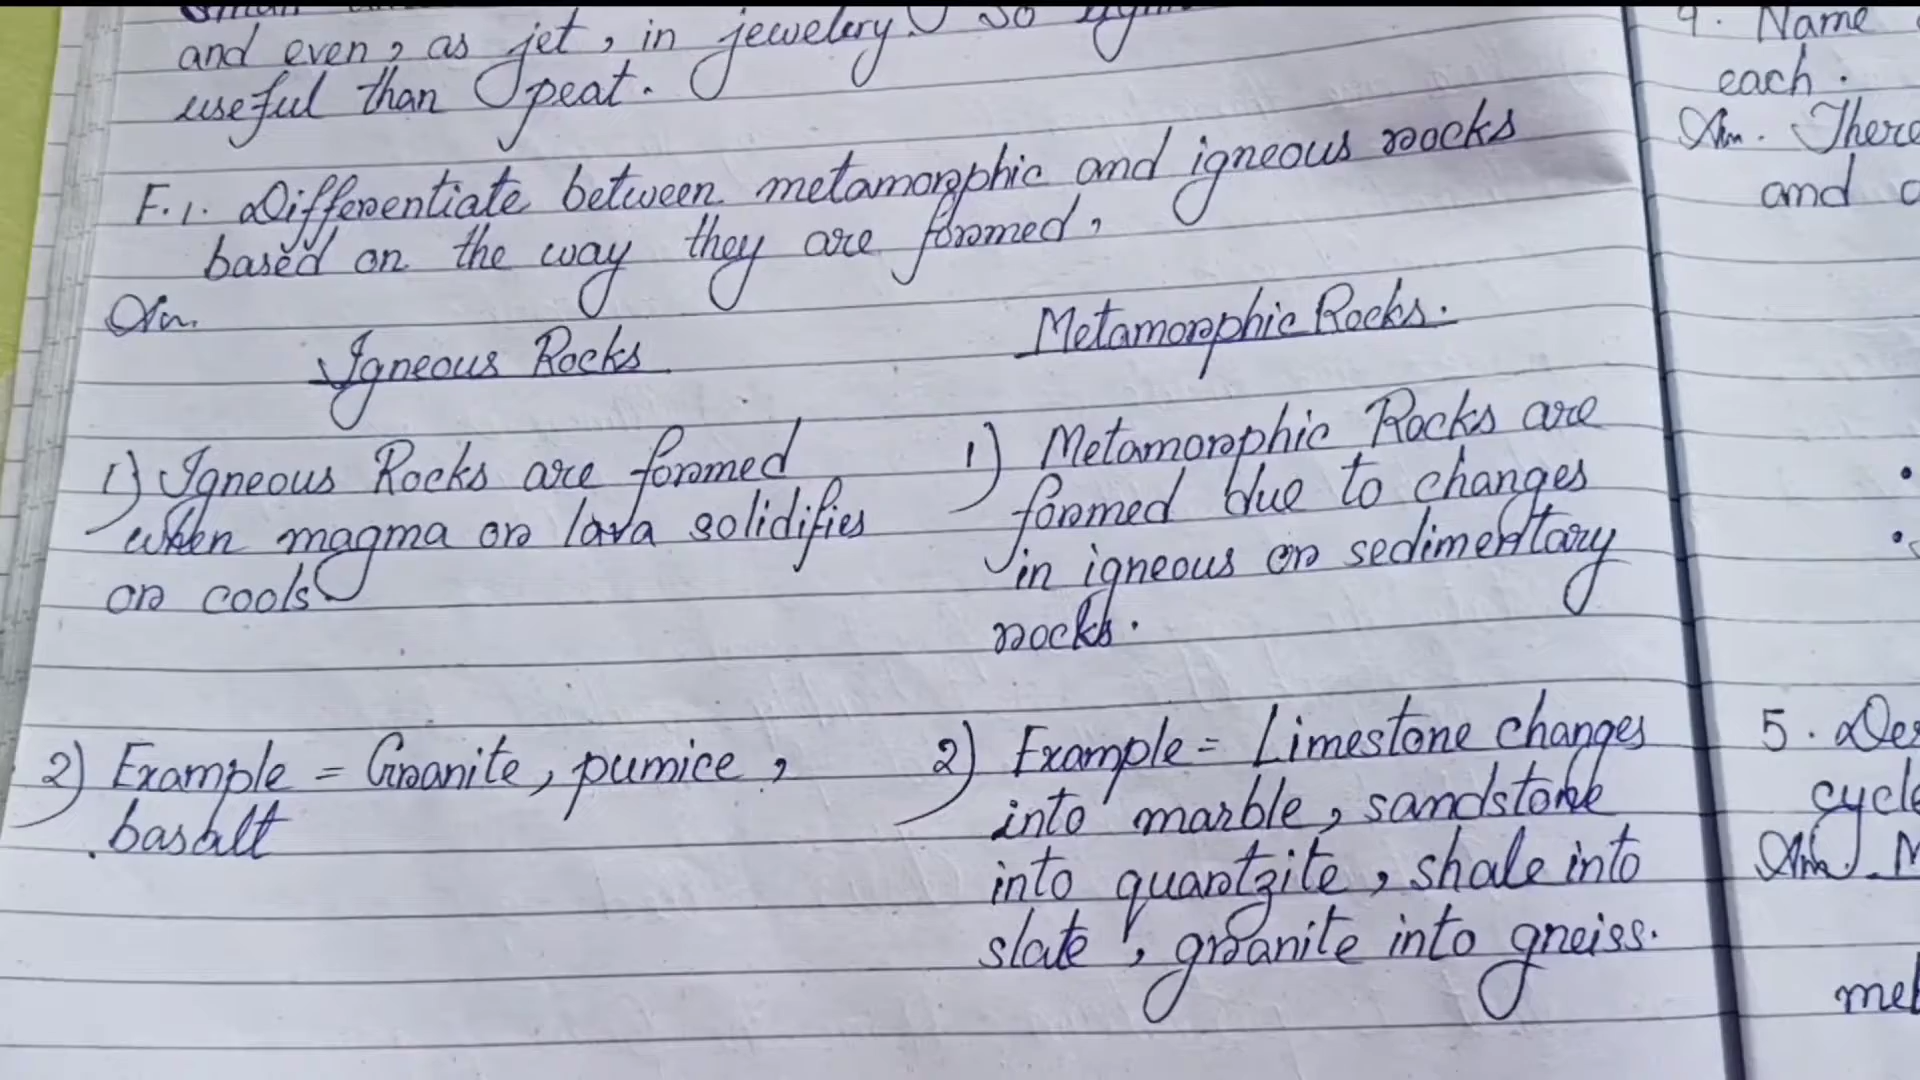 and even, as jet, in jewelery. So
useful than peat.
F.1. Differentiate between metamorphic and igneous rocks
based on the way they are formed.
Ans.
Igneous Rocks
1) Igneous Rocks are formed
when magma or lava solidifies
or cools
2) Example = Granite, pumice,
basalt
Metamorphic Rocks.
1) Metamorphic Rocks are
formed due to changes
in igneous or sedimentary
rocks.
2) Example = Limestone changes
into marble, sandstone
into quartzite, shale into
slate, granite into gneiss.
Name
each.
Ans. There
and
5.
Ans.